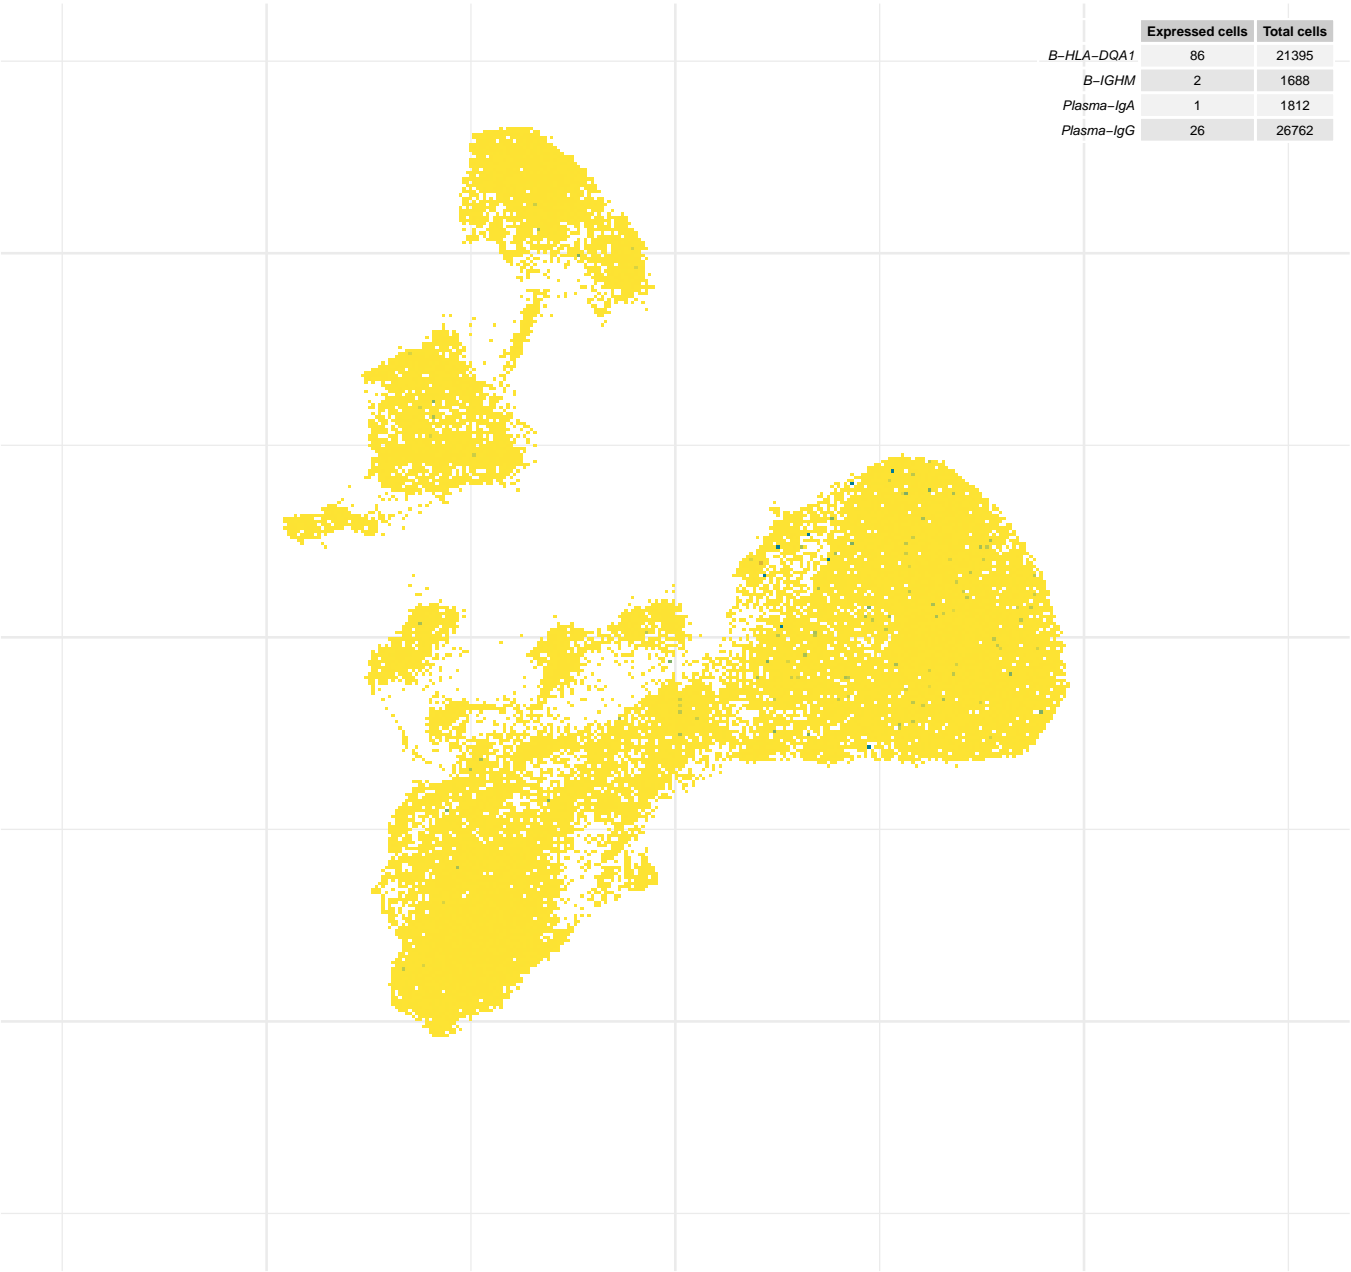 Expressed cells Total cells
B−HLA−DQA1 86 21395
B−IGHM 2 1688
Plasma−IgA 1 1812
Plasma−IgG 26 26762